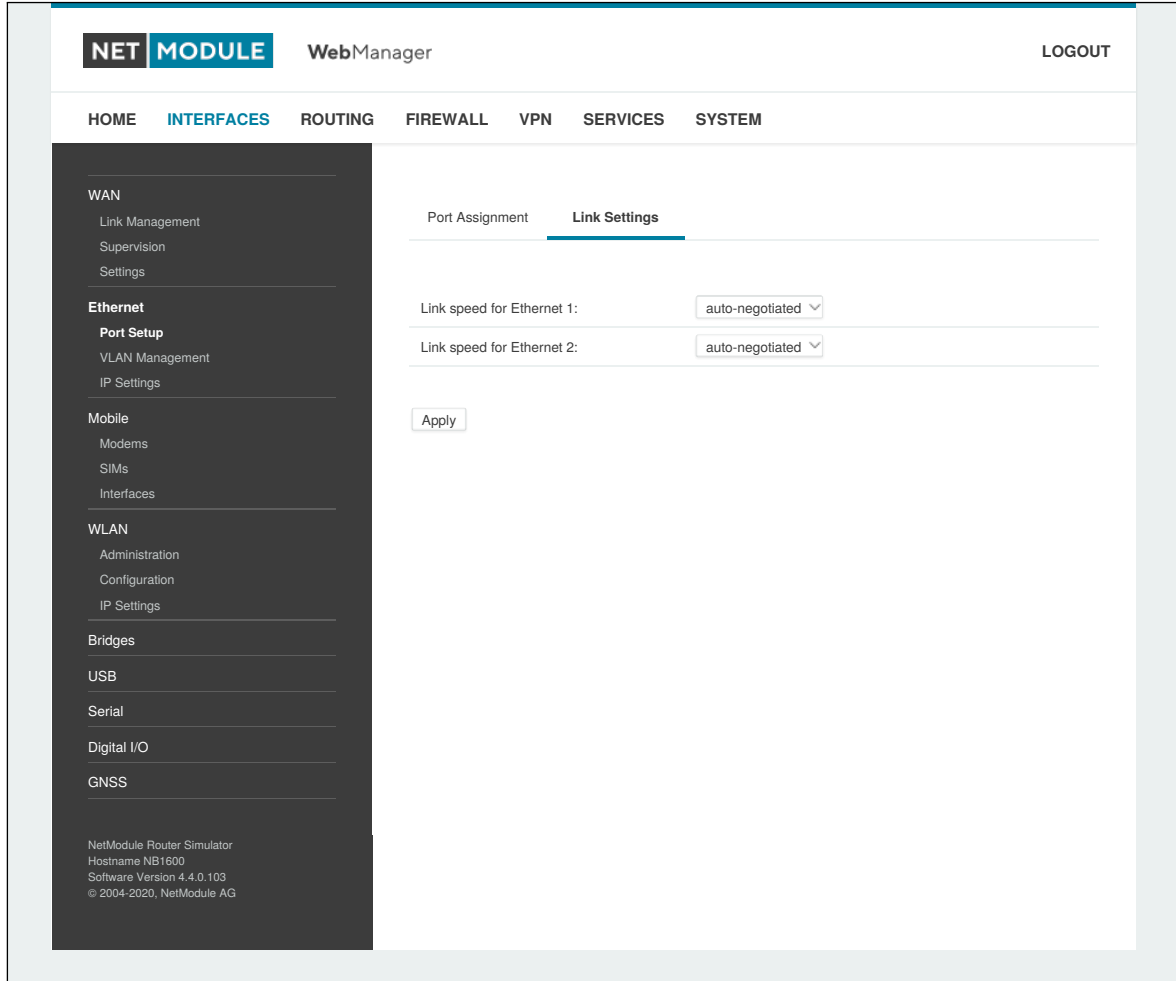 NET MODULE WebManager LOGOUT
HOME INTERFACES ROUTING FIREWALL VPN SERVICES SYSTEM
WAN
Link Management
Supervision
Settings
Ethernet
Port Setup
VLAN Management
IP Settings
Mobile
Modems
SIMs
Interfaces
WLAN
Administration
Configuration
IP Settings
Bridges
USB
Serial
Digital I/O
GNSS
NetModule Router Simulator
Hostname NB1600
Software Version 4.4.0.103
© 2004-2020, NetModule AG
Port Assignment Link Settings
Link speed for Ethernet 1: auto-negotiated
Link speed for Ethernet 2: auto-negotiated
Apply